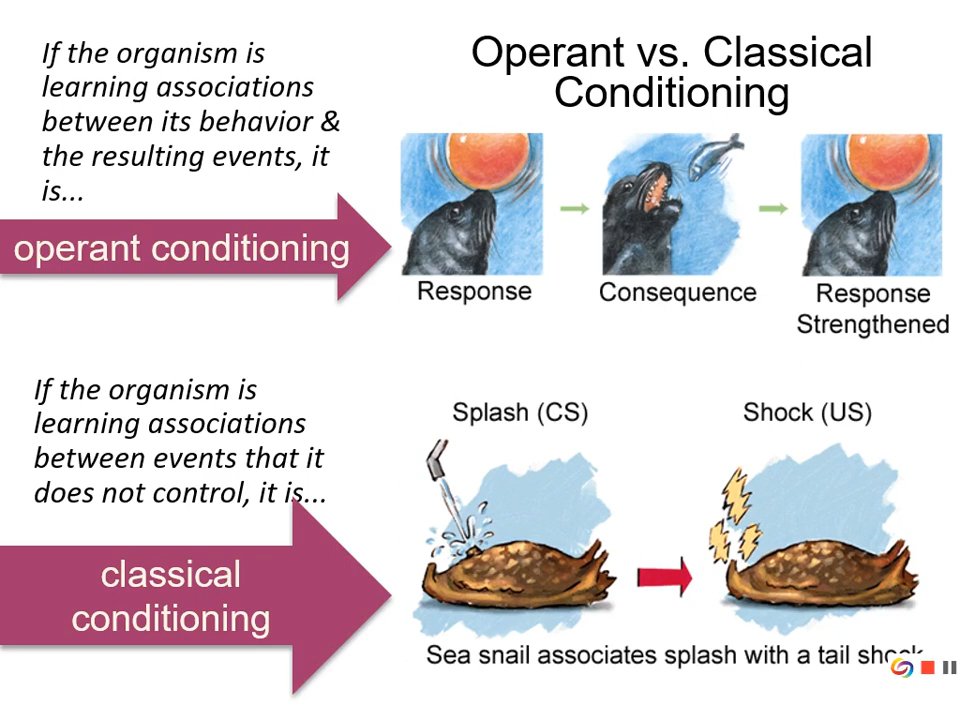 If the organism is
learning associations
between its behavior &
the resulting events, it
is...
operant conditioning
Operant vs. Classical
Conditioning
Response
Consequence
Response
Strengthened
If the organism is
learning associations
between events that it
does not control, it is...
classical
conditioning
Splash (CS)
Shock (US)
Sea snail associates splash with a tail shock